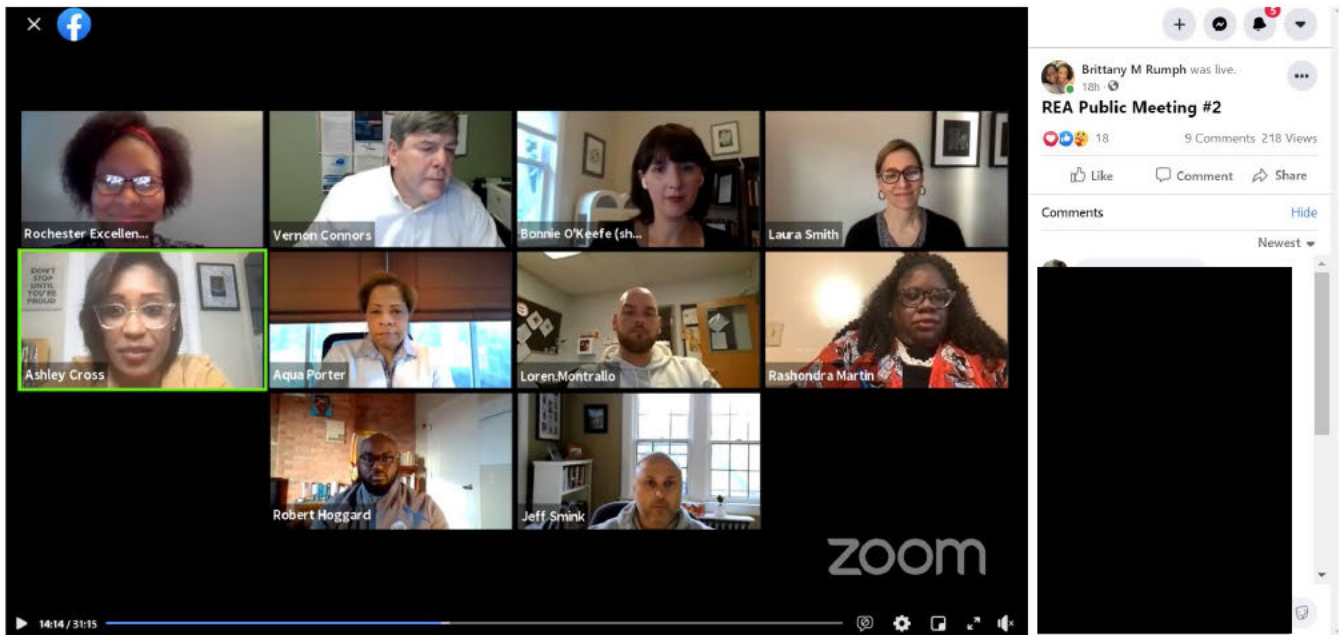 5
Brittany M Rumph was live.
18h
REA Public Meeting #2
18
9 Comments 218 Views
Like
Comment
Share
Comments
Hide
Newest
Rochester Excellen...
Vernon Connors
Bonnie O'Keefe (sh...
Laura Smith
DON'T
STOP
UNTIL
YOU'RE
PROUD
Ashley Cross
Aqua Porter
Loren.Montrallo
Rashondra Martin
Robert Hoggard
Jeff Smink
zoom
14:14 / 31:15